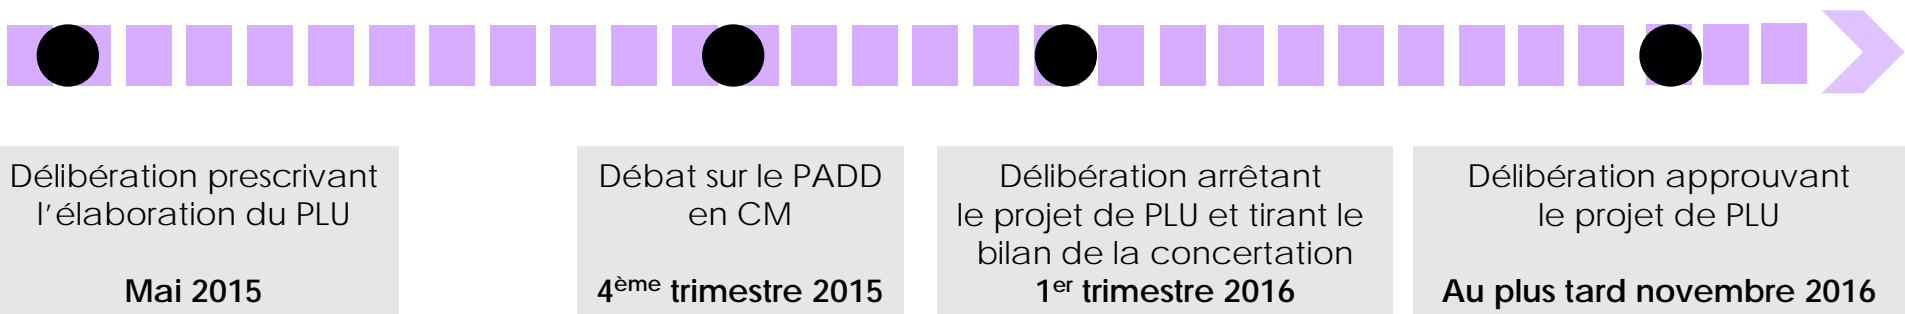 Délibération prescrivant
l'élaboration du PLU
Mai 2015
Débat sur le PADD
en CM
4ème trimestre 2015
Délibération arrêtant
le projet de PLU et tirant le
bilan de la concertation
1er trimestre 2016
Délibération approuvant
le projet de PLU
Au plus tard novembre 2016